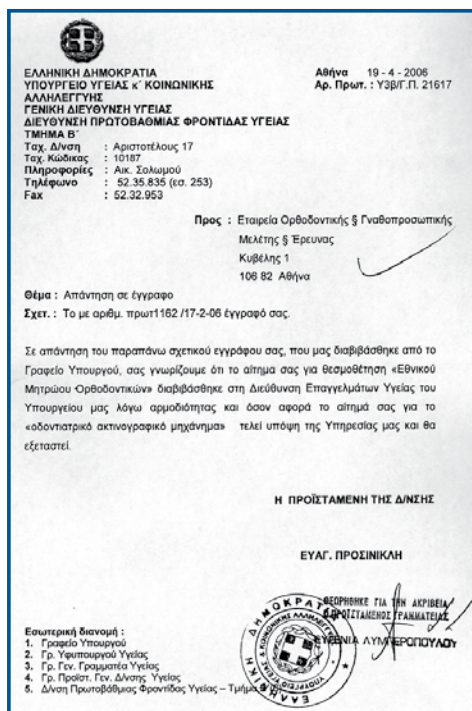 ΕΛΛΗΝΙΚΗ ΔΗΜΟΚΡΑΤΙΑ
ΥΠΟΥΡΓΕΙΟ ΥΓΕΙΑΣ κ΄ ΚΟΙΝΩΝΙΚΗΣ
ΑΛΛΗΛΕΓΓΥΗΣ
ΓΕΝΙΚΗ ΔΙΕΥΘΥΝΣΗ ΥΓΕΙΑΣ
ΔΙΕΥΘΥΝΣΗ ΠΡΩΤΟΒΑΘΜΙΑΣ ΦΡΟΝΤΙΔΑΣ ΥΓΕΙΑΣ
ΤΜΗΜΑ Β΄
Ταχ. Δ/νση : Αριστοτέλους 17
Ταχ. Κώδικας : 10187
Πληροφορίες : Αικ. Σολωμού
Τηλέφωνο : 52.35.835 (εσ. 253)
Fax : 52.32.953
Αθήνα 19 - 4 - 2006
Αρ. Πρωτ. : Υ3Β/Γ.Π. 21617
Προς : Εταιρεία Ορθοδοντικής § Γναθοπροσωπικής
Μελέτης § Έρευνας
Κυβέλης 1
106 82 Αθήνα
Θέμα : Απάντηση σε έγγραφο
Σχετ. : Το με αριθμ. πρωτ1162 /17-2-06 έγγραφό σας.
Σε απάντηση του παραπάνω σχετικού εγγράφου σας, που μας διαβιβάσθηκε από το
Γραφείο Υπουργού, σας γνωρίζουμε ότι το αίτημα σας για θεσμοθέτηση «Εθνικού
Μητρώου Ορθοδοντικών» διαβιβάσθηκε στη Διεύθυνση Επαγγελμάτων Υγείας του
Υπουργείου μας λόγω αρμοδιότητας και όσον αφορά το αίτημά σας για το
«οδοντιατρικό ακτινογραφικό μηχάνημα» τελεί υπόψη της Υπηρεσίας μας και θα
εξεταστεί.
Η ΠΡΟΪΣΤΑΜΕΝΗ ΤΗΣ Δ/ΝΣΗΣ
ΕΥΑΓ. ΠΡΟΣΙΝΙΚΛΗ
ΘΕΩΡΗΘΗΚΕ ΓΙΑ ΤΗΝ ΑΚΡΙΒΕΙΑ
Ο ΠΡΟΪΣΤΑΜΕΝΟΣ ΓΡΑΜΜΑΤΕΙΑΣ
ΕΥΓΕΝΙΑ ΛΥΜΠΕΡΟΠΟΥΛΟΥ
Εσωτερική διανομή :
1. Γραφείο Υπουργού
2. Γρ. Υφυπουργού Υγείας
3. Γρ. Γεν. Γραμματέα Υγείας
4. Γρ. Προϊστ. Γεν. Δ/νσης Υγείας
5. Δ/νση Πρωτοβάθμιας Φροντίδας Υγείας – Τμήμα